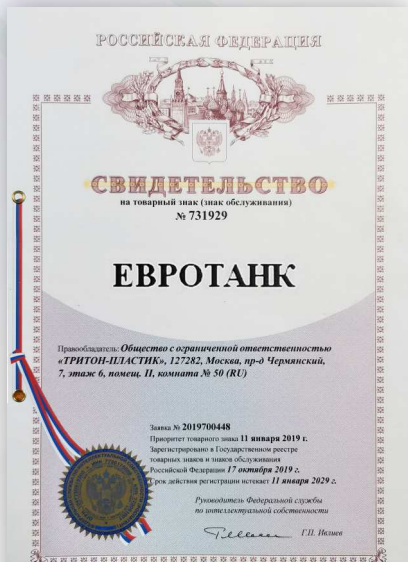 РОССИЙСКАЯ ФЕДЕРАЦИЯ
СВИДЕТЕЛЬСТВО
на товарный знак (знак обслуживания)
№ 731929
ЕВРОТАНК
Правообладатель: Общество с ограниченной ответственностью
«ТРИТОН-ПЛАСТИК», 127282, Москва, пр-д Чермянский,
7, этаж 6, помещ. II, комната № 50 (RU)
Заявка № 2019700448
Приоритет товарного знака 11 января 2019 г.
Зарегистрировано в Государственном реестре
товарных знаков и знаков обслуживания
Российской Федерации 17 октября 2019 г.
Срок действия регистрации истекает 11 января 2029 г.
Руководитель Федеральной службы
по интеллектуальной собственности
Г.П. Ивлиев